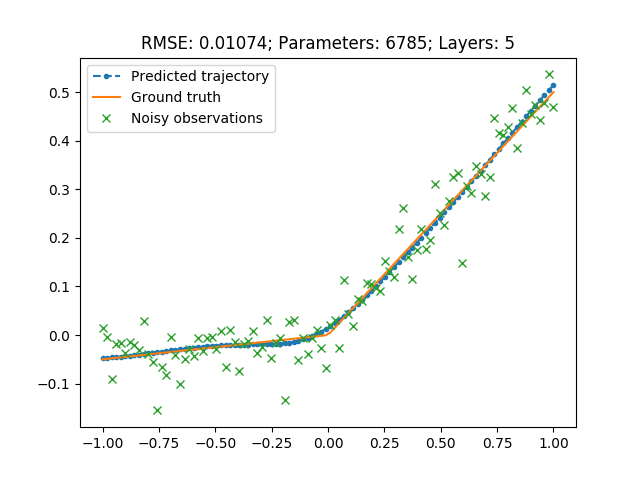 RMSE: 0.01074; Parameters: 6785; Layers: 5
Predicted trajectory
Ground truth
Noisy observations
0.5
0.4
0.3
0.2
0.1
0.0
−0.1
−1.00 −0.75 −0.50 −0.25 0.00 0.25 0.50 0.75 1.00